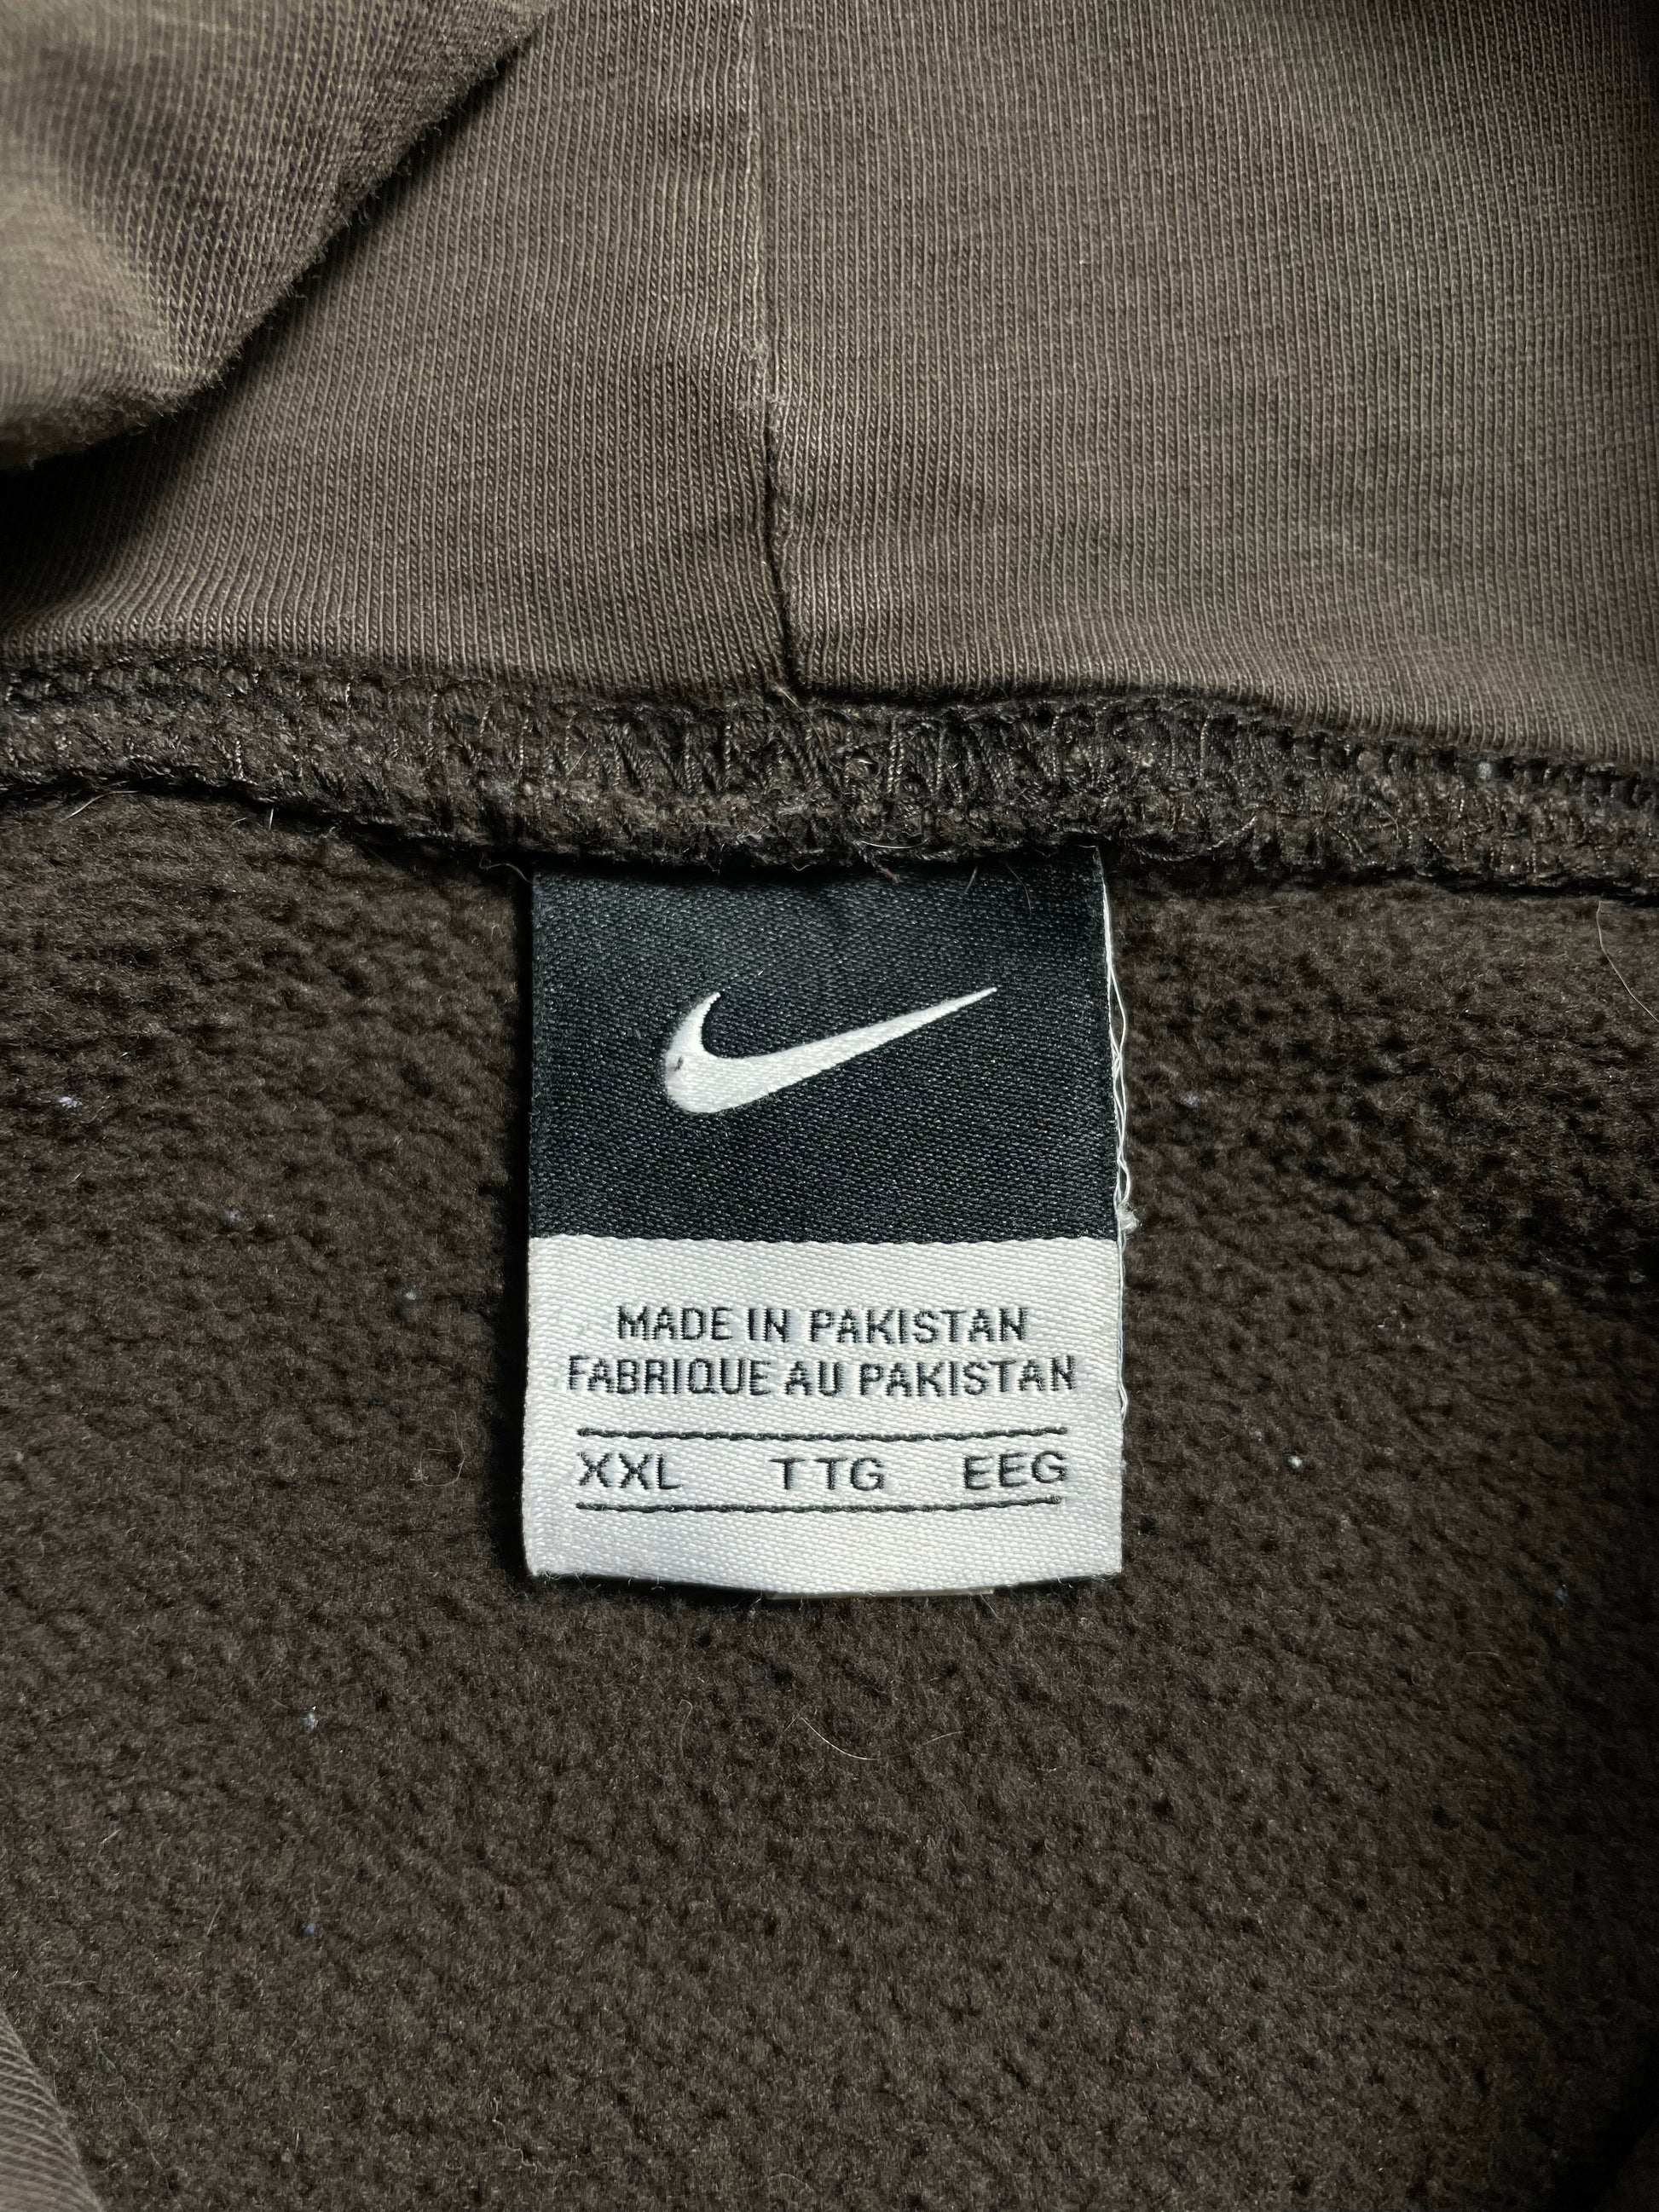 MADE IN PAKISTAN
FABRIQUE AU PAKISTAN
XXL TTG EEG